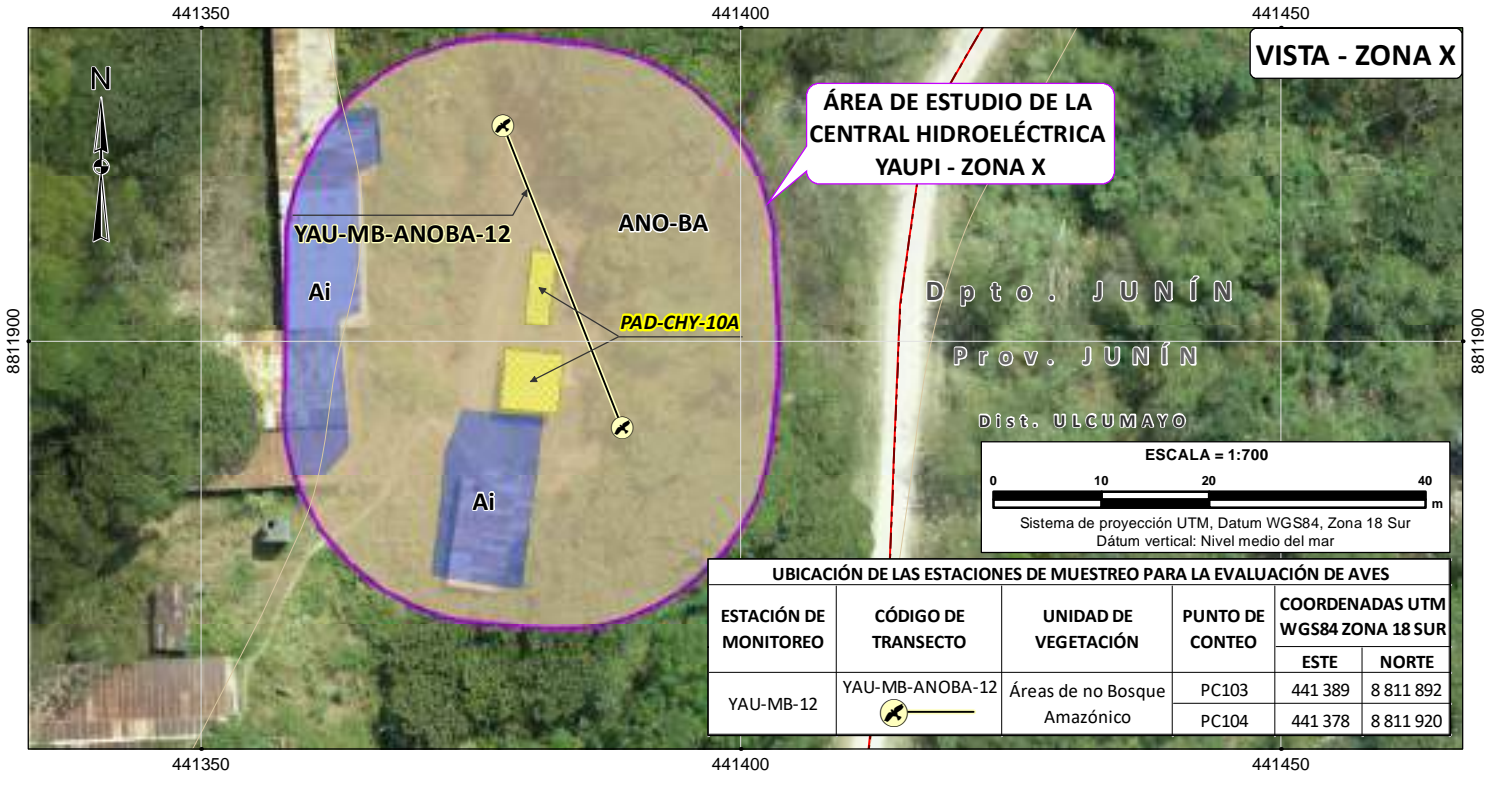 441350
441400
441450
VISTA - ZONA X
N
ÁREA DE ESTUDIO DE LA
CENTRAL HIDROELÉCTRICA
YAUPI - ZONA X
YAU-MB-ANOBA-12
ANO-BA
Ai
PAD-CHY-10A
Dpto. JUNÍN
8811900
8811900
Prov. JUNÍN
Dist. ULCUMAYO
Ai
ESCALA = 1:700
0 10 20 40
m
Sistema de proyección UTM, Datum WGS84, Zona 18 Sur
Dátum vertical: Nivel medio del mar
UBICACIÓN DE LAS ESTACIONES DE MUESTREO PARA LA EVALUACIÓN DE AVES
ESTACIÓN DE
MONITOREO
CÓDIGO DE
TRANSECTO
UNIDAD DE
VEGETACIÓN
PUNTO DE
CONTEO
COORDENADAS UTM
WGS84 ZONA 18 SUR
ESTE NORTE
YAU-MB-12
YAU-MB-ANOBA-12
Áreas de no Bosque
Amazónico
PC103 441 389 8 811 892
PC104 441 378 8 811 920
441350
441400
441450